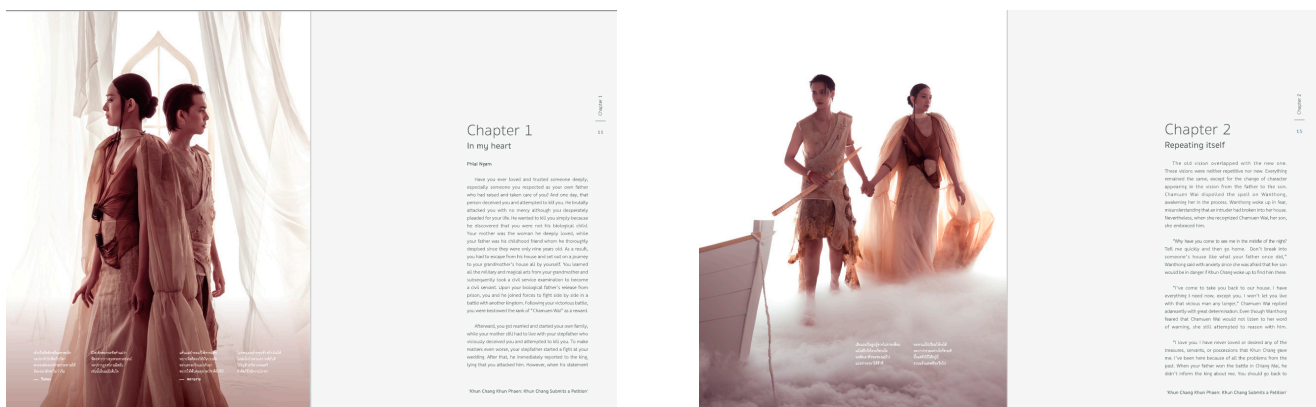 Chapter 1
In my heart
Chapter 1
11
Phlai Ngam
Have you ever loved and trusted someone deeply,
especially someone you respected as your own father
who had raised and taken care of you? And one day, that
person deceived you and attempted to kill you. He brutally
attacked you with no mercy although you desperately
pleaded for your life. He wanted to kill you simply because
he discovered that you were not his biological child.
Your mother was the woman he deeply loved, while
your father was his childhood friend whom he thoroughly
despised since they were only nine years old. As a result,
you had to escape from his house and set out on a journey
to your grandmother's house all by yourself. You learned
all the military and magical arts from your grandmother and
subsequently took a civil service examination to become
a civil servant. Upon your biological father's release from
prison, you and he joined forces to fight side by side in a
battle with another kingdom. Following your victorious battle,
you were bestowed the rank of "Chamuen Wai" as a reward.
Afterward, you got married and started your own family,
while your mother still had to live with your stepfather who
viciously deceived you and attempted to kill you. To make
matters even worse, your stepfather started a fight at your
wedding. After that, he immediately reported to the king,
lying that you attacked him. However, when his statement
'Khun Chang Khun Phaen: Khun Chang Submits a Petition'
Chapter 2
Repeating itself
Chapter 2
15
The old vision overlapped with the new one.
These visions were neither repetitive nor new. Everything
remained the same, except for the change of character
appearing in the vision from the father to the son.
Chamuen Wai dispelled the spell on Wanthong,
awakening her in the process. Wanthong woke up in fear,
misunderstanding that an intruder had broken into her house.
Nevertheless, when she recognized Chamuen Wai, her son,
she embraced him.
"Why have you come to see me in the middle of the night?
Tell me quickly and then go home. Don't break into
someone's house like what your father once did,"
Wanthong said with anxiety since she was afraid that her son
would be in danger if Khun Chang woke up to find him there.
"I've come to take you back to our house. I have
everything I need now, except you. I won't let you live
with that vicious man any longer," Chamuen Wai replied
adamantly with great determination. Even though Wanthong
feared that Chamuen Wai would not listen to her word
of warning, she still attempted to reason with him.
"I love you. I have never loved or desired any of the
treasures, servants, or possessions that Khun Chang gave
me. I've been here because of all the problems from the
past. When your father won the battle in Chiang Mai, he
didn't inform the king about me. You should go back to
'Khun Chang Khun Phaen: Khun Chang Submits a Petition'